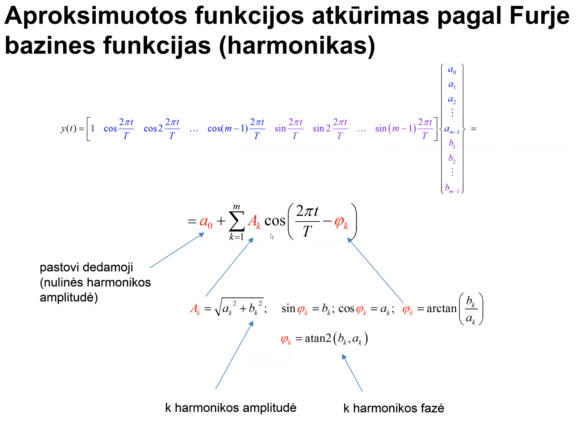 Aproksimuotos funkcijos atkūrimas pagal Furje
bazines funkcijas (harmonikas)
y(t) = [1 cos 2πt/T cos 2 2πt/T … cos(m−1) 2πt/T sin 2πt/T sin 2 2πt/T … sin(m−1) 2πt/T] {a₀ a₁ a₂ ⋮ aₘ₋₁ b₁ b₂ ⋮ bₘ₋₁} =
= a₀ + ∑ₖ₌₁ᵐ Aₖ cos(2πt/T − φₖ)
pastovi dedamoji
(nulinės harmonikos
amplitudė)
Aₖ = √(aₖ² + bₖ²); sin φₖ = bₖ; cos φₖ = aₖ; φₖ = arctan(bₖ/aₖ)
φₖ = atan2(bₖ, aₖ)
k harmonikos amplitudė
k harmonikos fazė